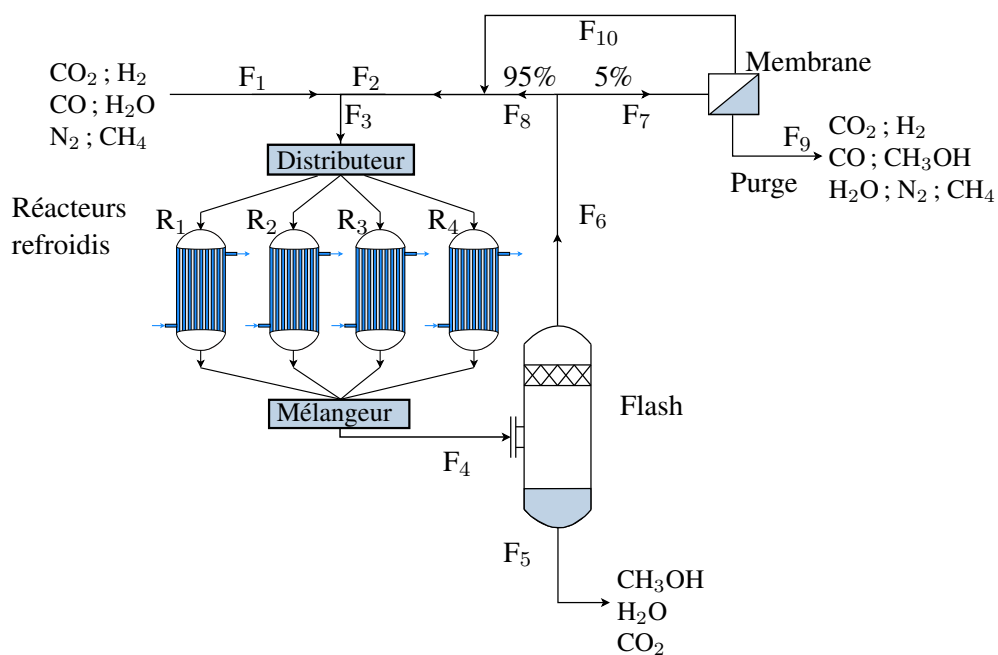 F₁₀
CO₂ ; H₂
CO ; H₂O
N₂ ; CH₄
F₁
F₂
95%
5%
Membrane
F₃
F₈
F₇
F₉
CO₂ ; H₂
CO ; CH₃OH
H₂O ; N₂ ; CH₄
Purge
Distributeur
Réacteurs
refroidis
R₁
R₂
R₃
R₄
F₆
Mélangeur
Flash
F₄
F₅
CH₃OH
H₂O
CO₂